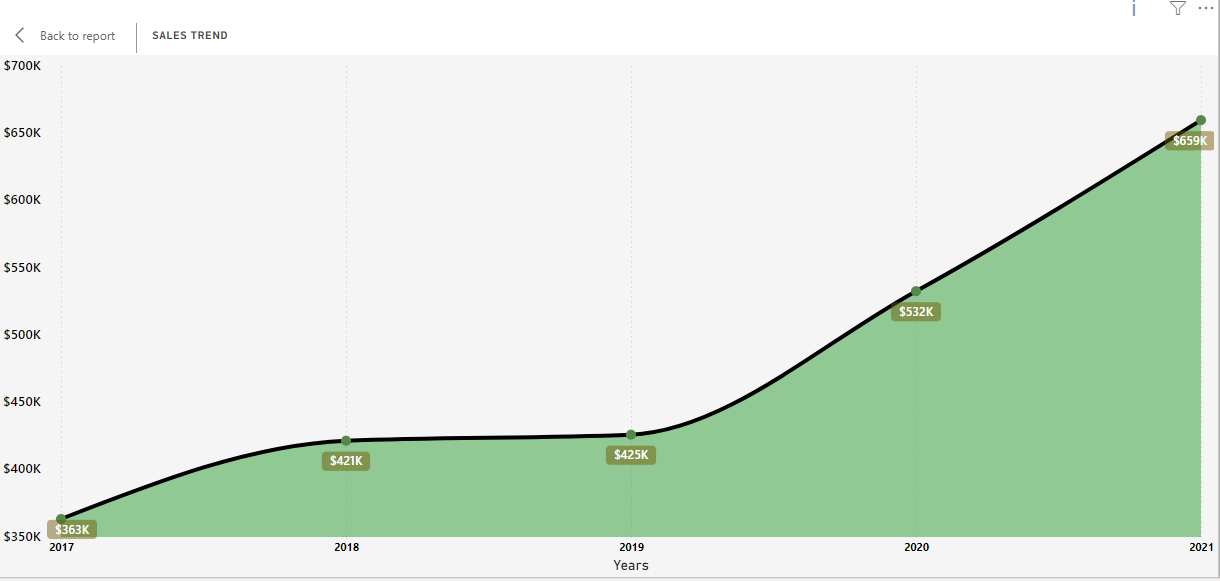 Back to report
SALES TREND
$700K
$650K
$600K
$550K
$500K
$450K
$400K
$350K
$363K
$421K
$425K
$532K
$659K
2017
2018
2019
2020
2021
Years